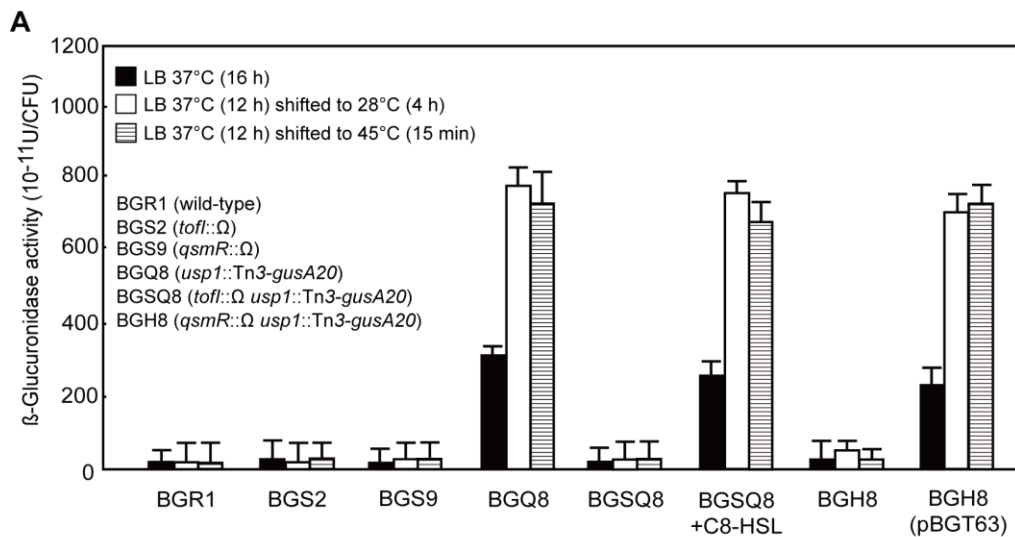 A
1200
1000
800
600
400
200
0
ß-Glucuronidase activity (10⁻¹¹U/CFU)
LB 37°C (16 h)
LB 37°C (12 h) shifted to 28°C (4 h)
LB 37°C (12 h) shifted to 45°C (15 min)
BGR1 (wild-type)
BGS2 (tofI::Ω)
BGS9 (qsmR::Ω)
BGQ8 (usp1::Tn3-gusA20)
BGSQ8 (tofI::Ω usp1::Tn3-gusA20)
BGH8 (qsmR::Ω usp1::Tn3-gusA20)
BGR1 BGS2 BGS9 BGQ8 BGSQ8 BGSQ8 BGH8 BGH8
+C8-HSL (pBGT63)